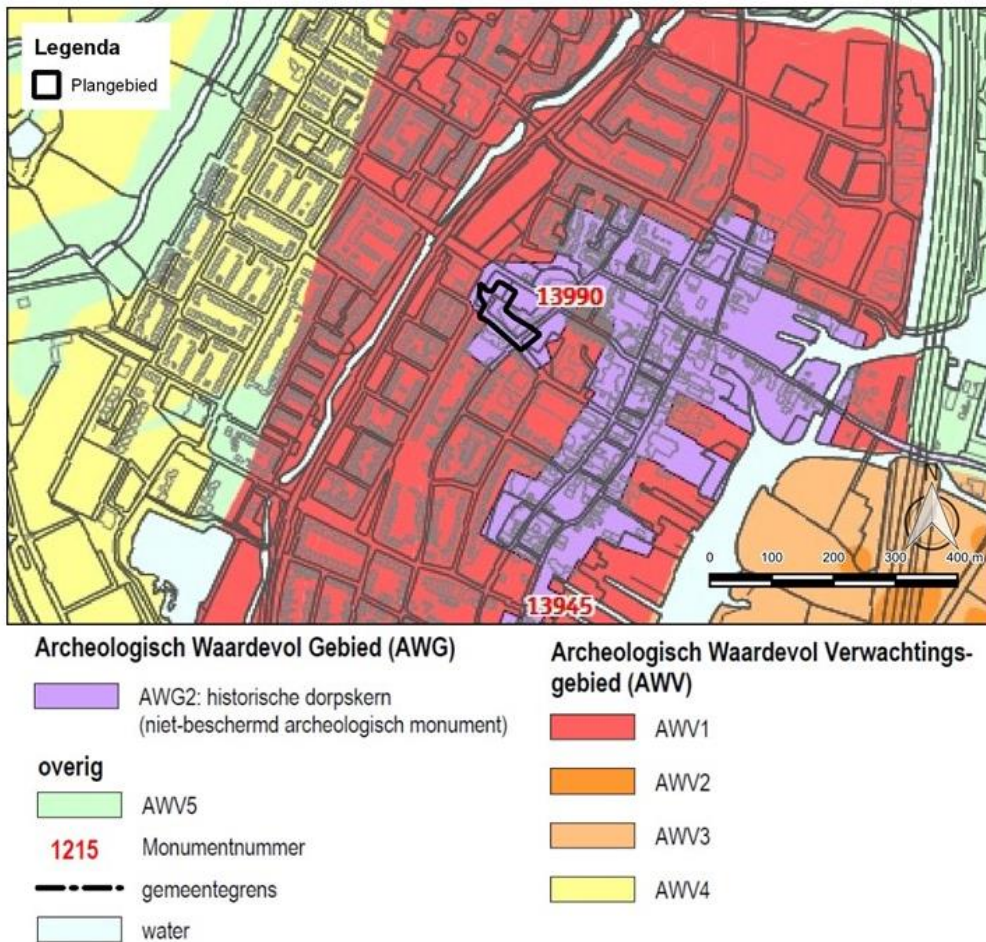 Legenda
Plangebied
13990
N
0 100 200 300 400 m
13945
Archeologisch Waardevol Gebied (AWG)
AWG2: historische dorpskern
(niet-beschermd archeologisch monument)
overig
AWV5
1215 Monumentnummer
gemeentegrens
water
Archeologisch Waardevol Verwachtings-
gebied (AWV)
AWV1
AWV2
AWV3
AWV4